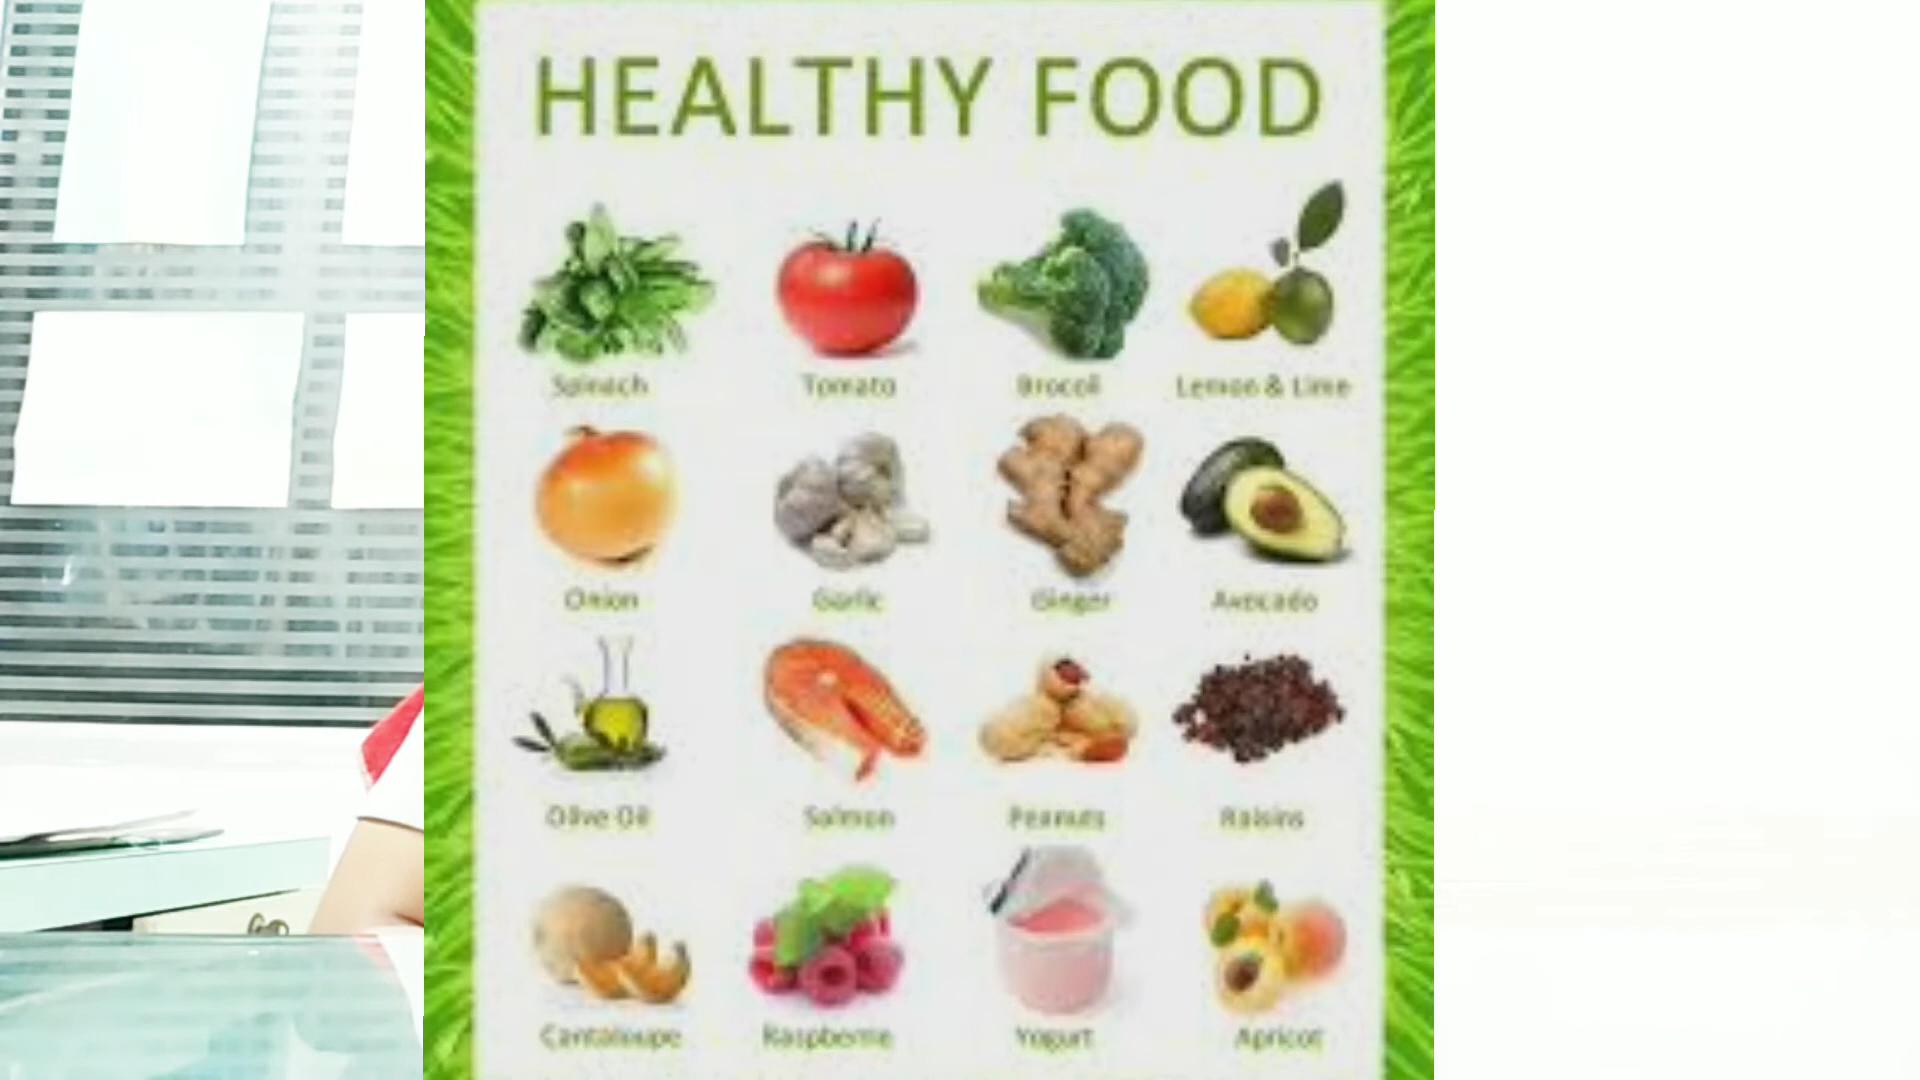 HEALTHY FOOD
Spinach Tomato Brocoli Lemon & Lime
Onion Garlic Ginger Avocado
Olive Oil Salmon Peanuts Raisins
Cantaloupe Raspberrie Yogurt Apricot